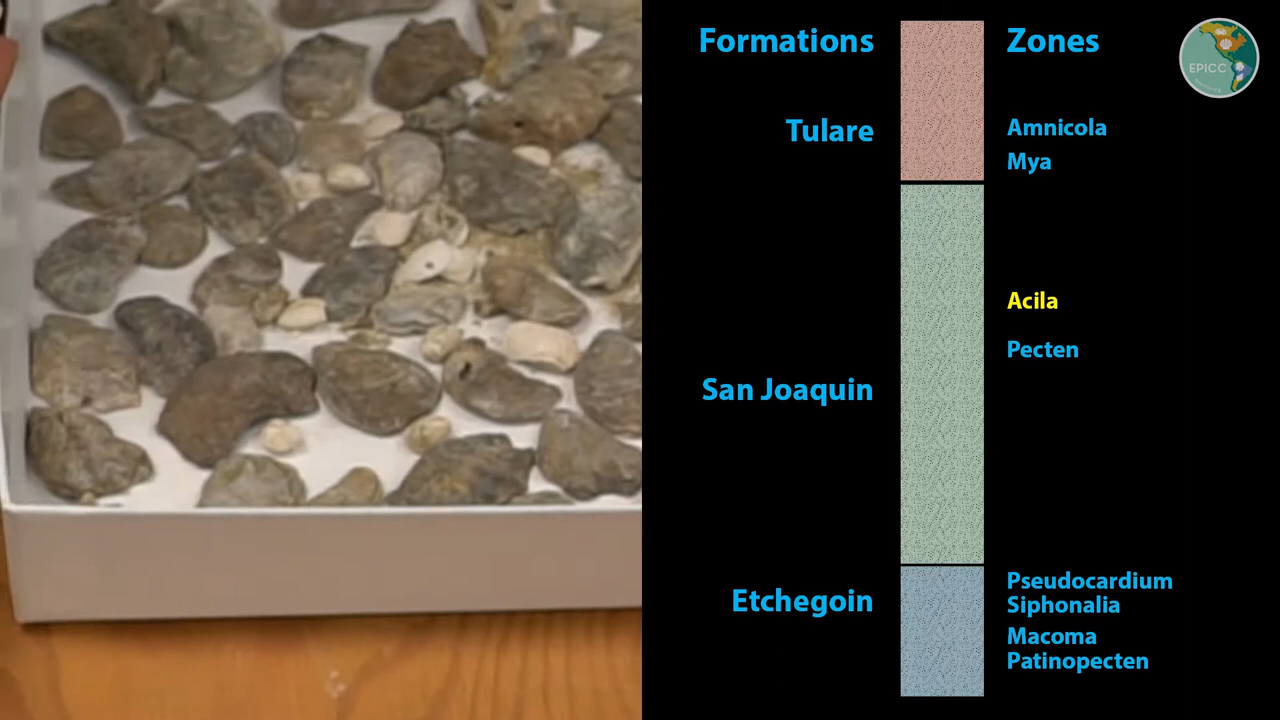 Formations
Zones
EPICC
Tulare
Amnicola
Mya
Acila
Pecten
San Joaquin
Etchegoin
Pseudocardium
Siphonalia
Macoma
Patinopecten